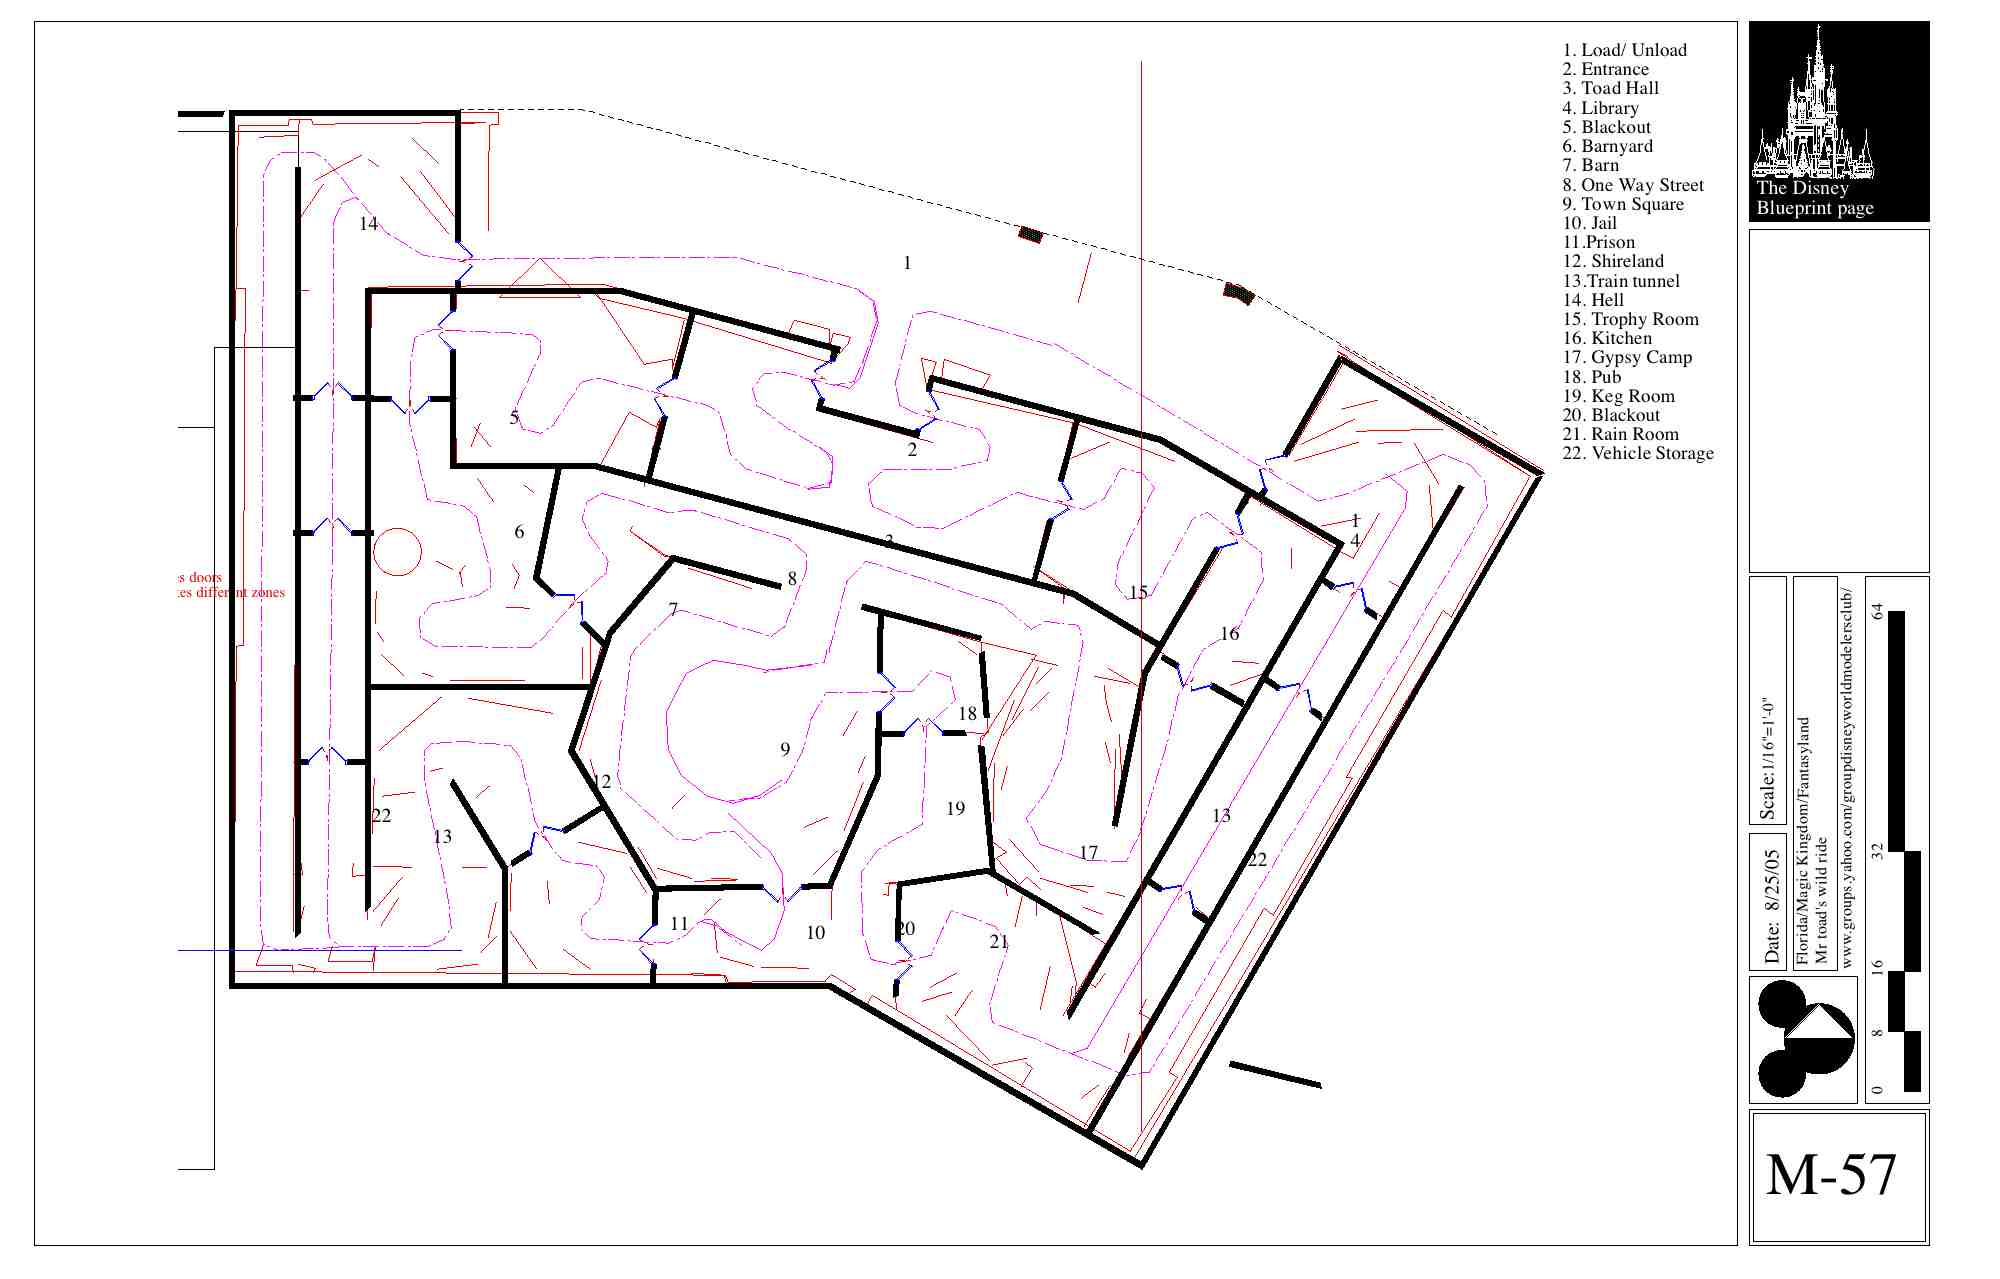 1. Load/ Unload
2. Entrance
3. Toad Hall
4. Library
5. Blackout
6. Barnyard
7. Barn
8. One Way Street
9. Town Square
10. Jail
11.Prison
12. Shireland
13.Train tunnel
14. Hell
15. Trophy Room
16. Kitchen
17. Gypsy Camp
18. Pub
19. Keg Room
20. Blackout
21. Rain Room
22. Vehicle Storage
The Disney
Blueprint page
14
1
5
2
6
3
8
7
15
16
1
4
9
18
12
22
13
19
17
13
22
11
10
20
21
s doors
tes different zones
Scale:1/16"=1'-0"
Date: 8/25/05
Florida/Magic Kingdom/Fantasyland
Mr toad's wild ride
www.groups.yahoo.com/groupdisneyworldmodelersclub/
64
32
16
8
0
M-57